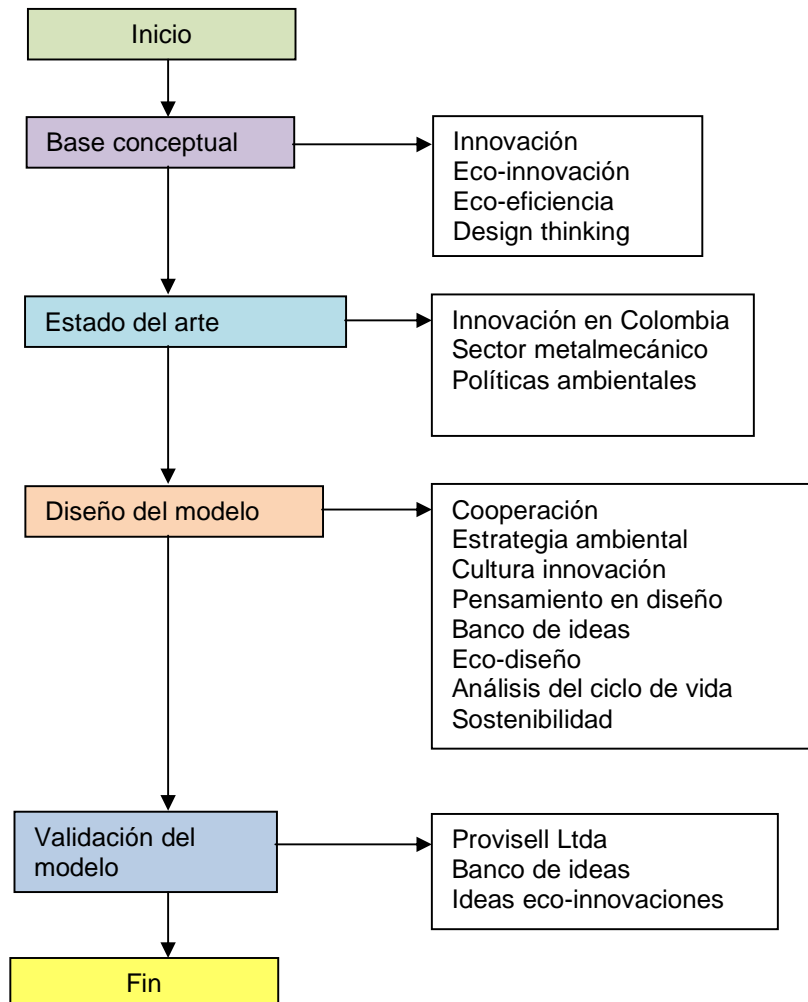 Inicio
Base conceptual
Innovación
Eco-innovación
Eco-eficiencia
Design thinking
Estado del arte
Innovación en Colombia
Sector metalmecánico
Políticas ambientales
Diseño del modelo
Cooperación
Estrategia ambiental
Cultura innovación
Pensamiento en diseño
Banco de ideas
Eco-diseño
Análisis del ciclo de vida
Sostenibilidad
Validación del
modelo
Provisell Ltda
Banco de ideas
Ideas eco-innovaciones
Fin